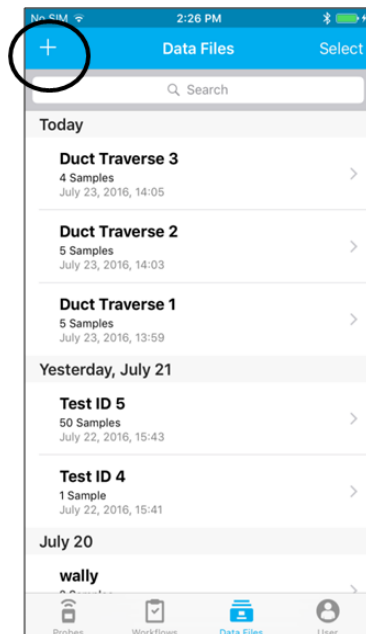 No SIM 2:26 PM
+ Data Files Select
Search
Today
Duct Traverse 3
4 Samples
July 23, 2016, 14:05
Duct Traverse 2
5 Samples
July 23, 2016, 14:03
Duct Traverse 1
5 Samples
July 23, 2016, 13:59
Yesterday, July 21
Test ID 5
50 Samples
July 22, 2016, 15:43
Test ID 4
1 Sample
July 22, 2016, 15:41
July 20
wally
Probes Workflows Data Files User